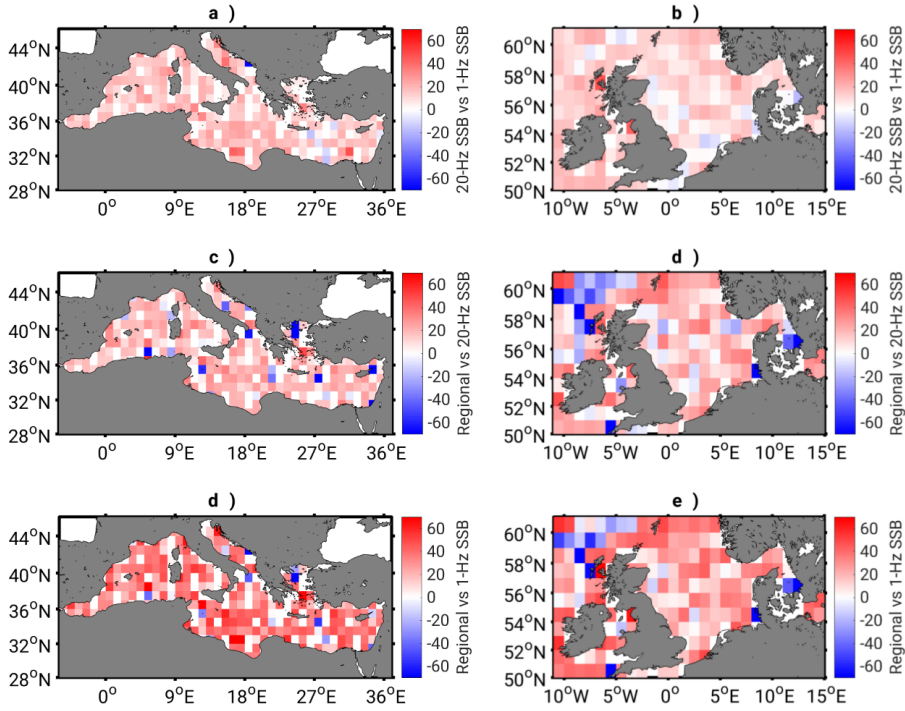 a )
44°N
40°N
36°N
32°N
28°N
0° 9°E 18°E 27°E 36°E
60
40
20
0
-20
-40
-60
20-Hz SSB vs 1-Hz SSB
b )
60°N
58°N
56°N
54°N
52°N
50°N
10°W 5°W 0° 5°E 10°E 15°E
60
40
20
0
-20
-40
-60
20-Hz SSB vs 1-Hz SSB
c )
44°N
40°N
36°N
32°N
28°N
0° 9°E 18°E 27°E 36°E
60
40
20
0
-20
-40
-60
Regional vs 20-Hz SSB
d )
60°N
58°N
56°N
54°N
52°N
50°N
10°W 5°W 0° 5°E 10°E 15°E
60
40
20
0
-20
-40
-60
Regional vs 20-Hz SSB
d )
44°N
40°N
36°N
32°N
28°N
0° 9°E 18°E 27°E 36°E
60
40
20
0
-20
-40
-60
Regional vs 1-Hz SSB
e )
60°N
58°N
56°N
54°N
52°N
50°N
10°W 5°W 0° 5°E 10°E 15°E
60
40
20
0
-20
-40
-60
Regional vs 1-Hz SSB